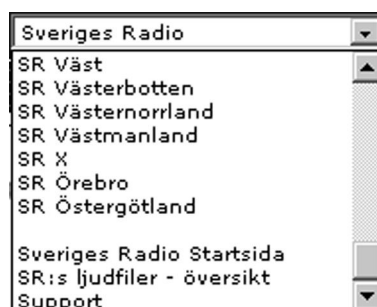 Sveriges Radio
SR Väst
SR Västerbotten
SR Västernorrland
SR Västmanland
SR X
SR Örebro
SR Östergötland
Sveriges Radio Startsida
SR:s ljudfiler - översikt
Support